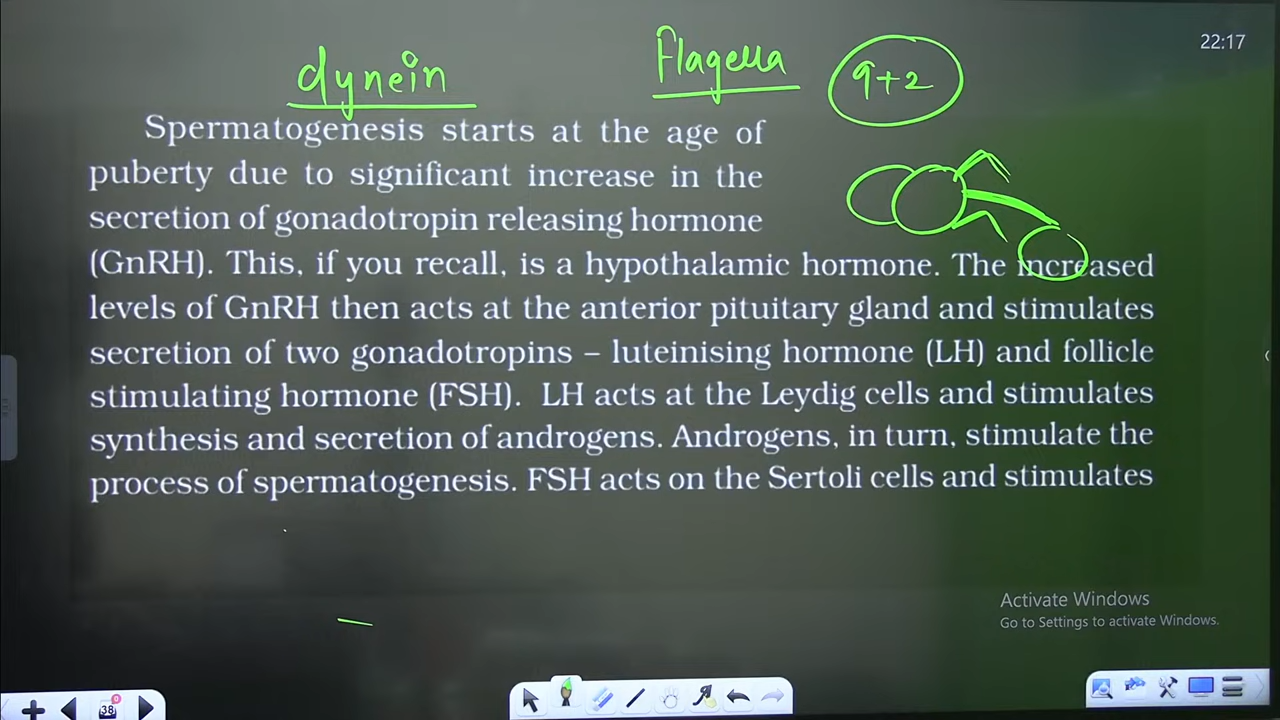 22:17
dynein
Flagella
9+2
Spermatogenesis starts at the age of
puberty due to significant increase in the
secretion of gonadotropin releasing hormone
(GnRH). This, if you recall, is a hypothalamic hormone. The increased
levels of GnRH then acts at the anterior pituitary gland and stimulates
secretion of two gonadotropins – luteinising hormone (LH) and follicle
stimulating hormone (FSH). LH acts at the Leydig cells and stimulates
synthesis and secretion of androgens. Androgens, in turn, stimulate the
process of spermatogenesis. FSH acts on the Sertoli cells and stimulates
Activate Windows
Go to Settings to activate Windows.
38
0